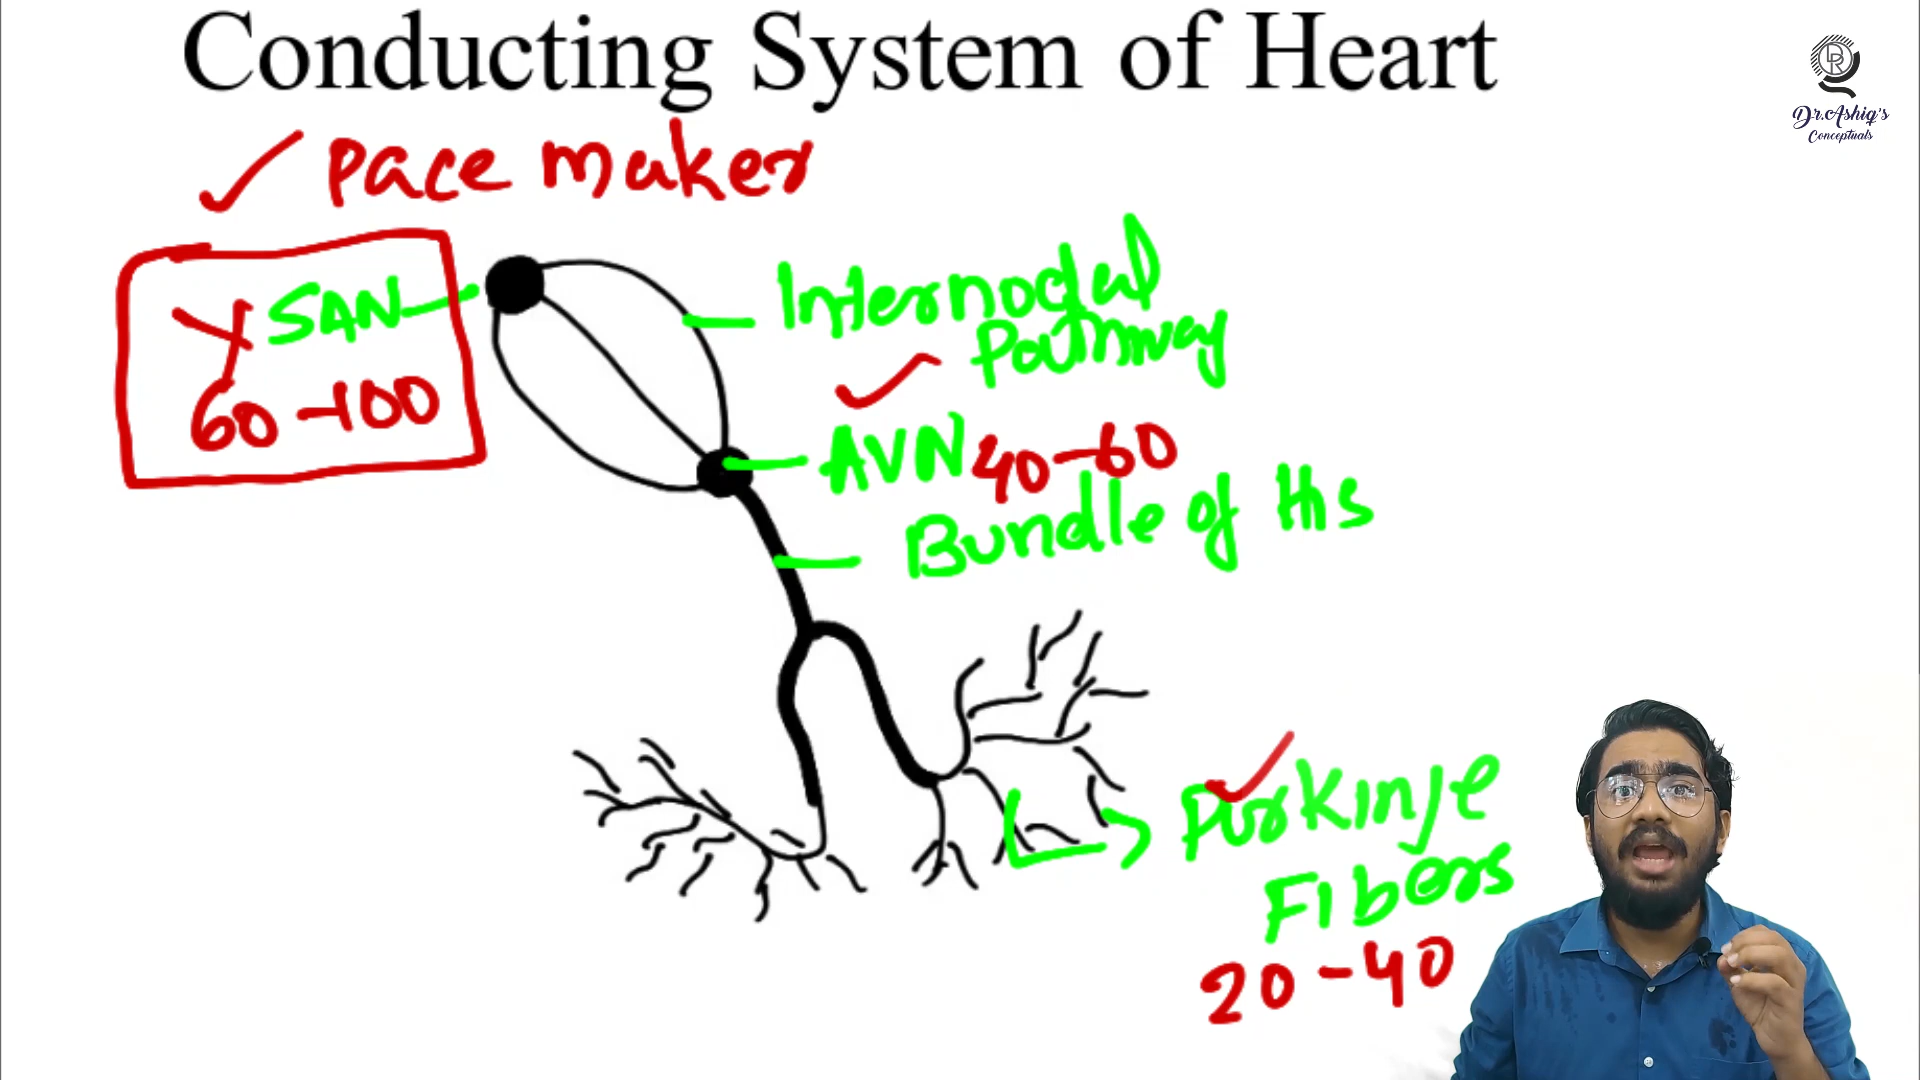 Conducting System of Heart
Dr.Ashiq's
Conceptuals
Pace maker
SAN
60-100
Internodal
Pathway
AVN 40-60
Bundle of His
Purkinje
Fibers
20-40